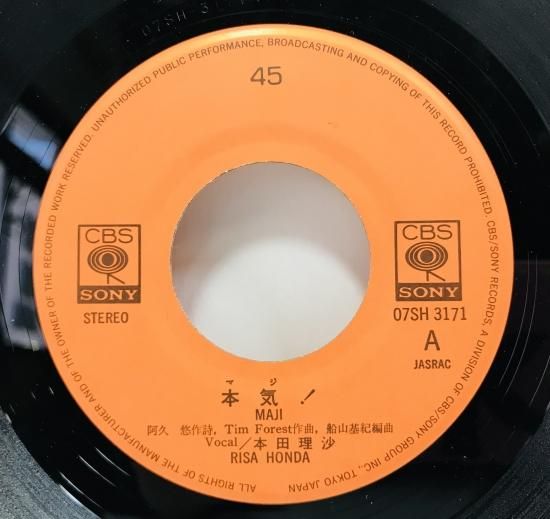 07SH 31
ALL RIGHTS OF THE MANUFACTURER AND OF THE OWNER OF THE RECORDED WORK RESERVED. UNAUTHORIZED PUBLIC PERFORMANCE, BROADCASTING AND COPYING OF THIS RECORD PROHIBITED. CBS/SONY RECORDS, A DIVISION OF CBS/SONY GROUP INC., TOKYO JAPAN
45
CBS
SONY
STEREO
CBS
SONY
07SH 3171
A
JASRAC
マジ
本気!
MAJI
阿久 悠作詩, Tim Forest作曲, 船山基紀編曲
Vocal/本田理沙
RISA HONDA